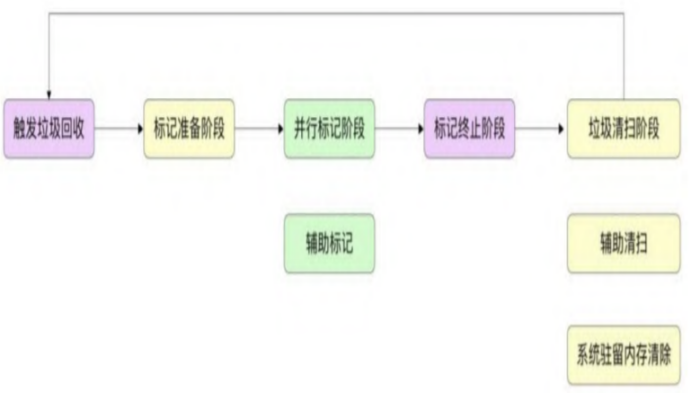 触发垃圾回收
标记准备阶段
并行标记阶段
标记终止阶段
垃圾清扫阶段
辅助标记
辅助清扫
系统驻留内存清除